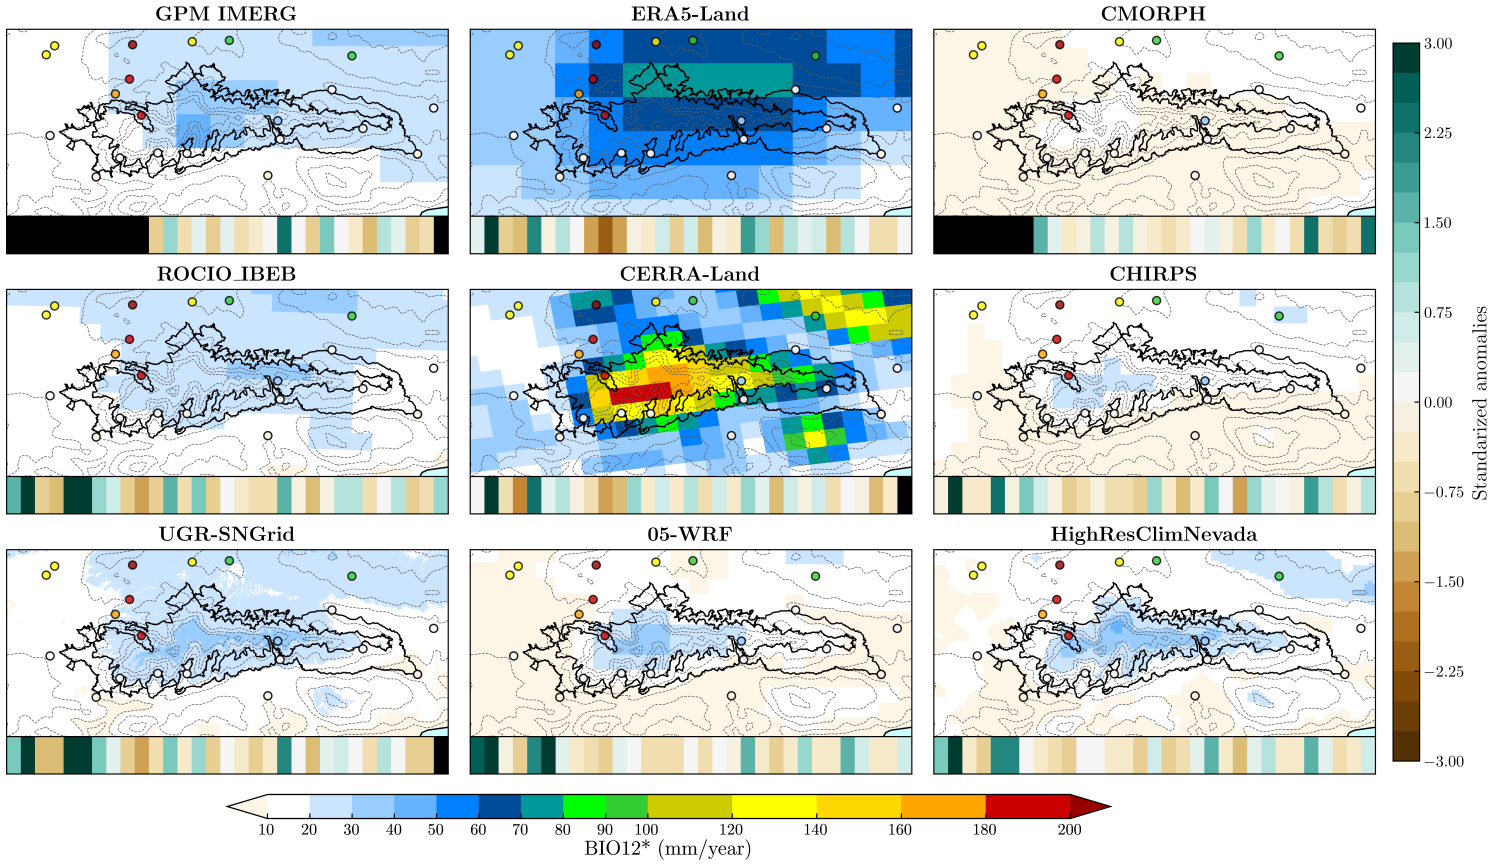 GPM IMERG
ERA5-Land
CMORPH
ROCIO_IBEB
CERRA-Land
CHIRPS
UGR-SNGrid
05-WRF
HighResClimNevada
3.00
2.25
1.50
0.75
0.00
−0.75
−1.50
−2.25
−3.00
Standarized anomalies
10 20 30 40 50 60 70 80 90 100 120 140 160 180 200
BIO12* (mm/year)